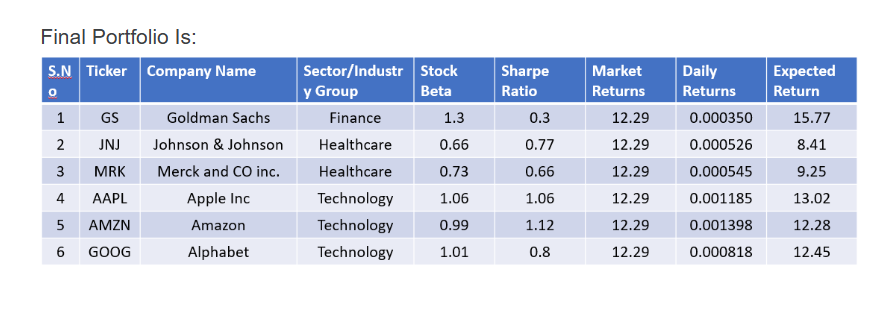 Final Portfolio Is:
S.No Ticker Company Name Sector/Industry Group Stock Beta Sharpe Ratio Market Returns Daily Returns Expected Return
1 GS Goldman Sachs Finance 1.3 0.3 12.29 0.000350 15.77
2 JNJ Johnson & Johnson Healthcare 0.66 0.77 12.29 0.000526 8.41
3 MRK Merck and CO inc. Healthcare 0.73 0.66 12.29 0.000545 9.25
4 AAPL Apple Inc Technology 1.06 1.06 12.29 0.001185 13.02
5 AMZN Amazon Technology 0.99 1.12 12.29 0.001398 12.28
6 GOOG Alphabet Technology 1.01 0.8 12.29 0.000818 12.45